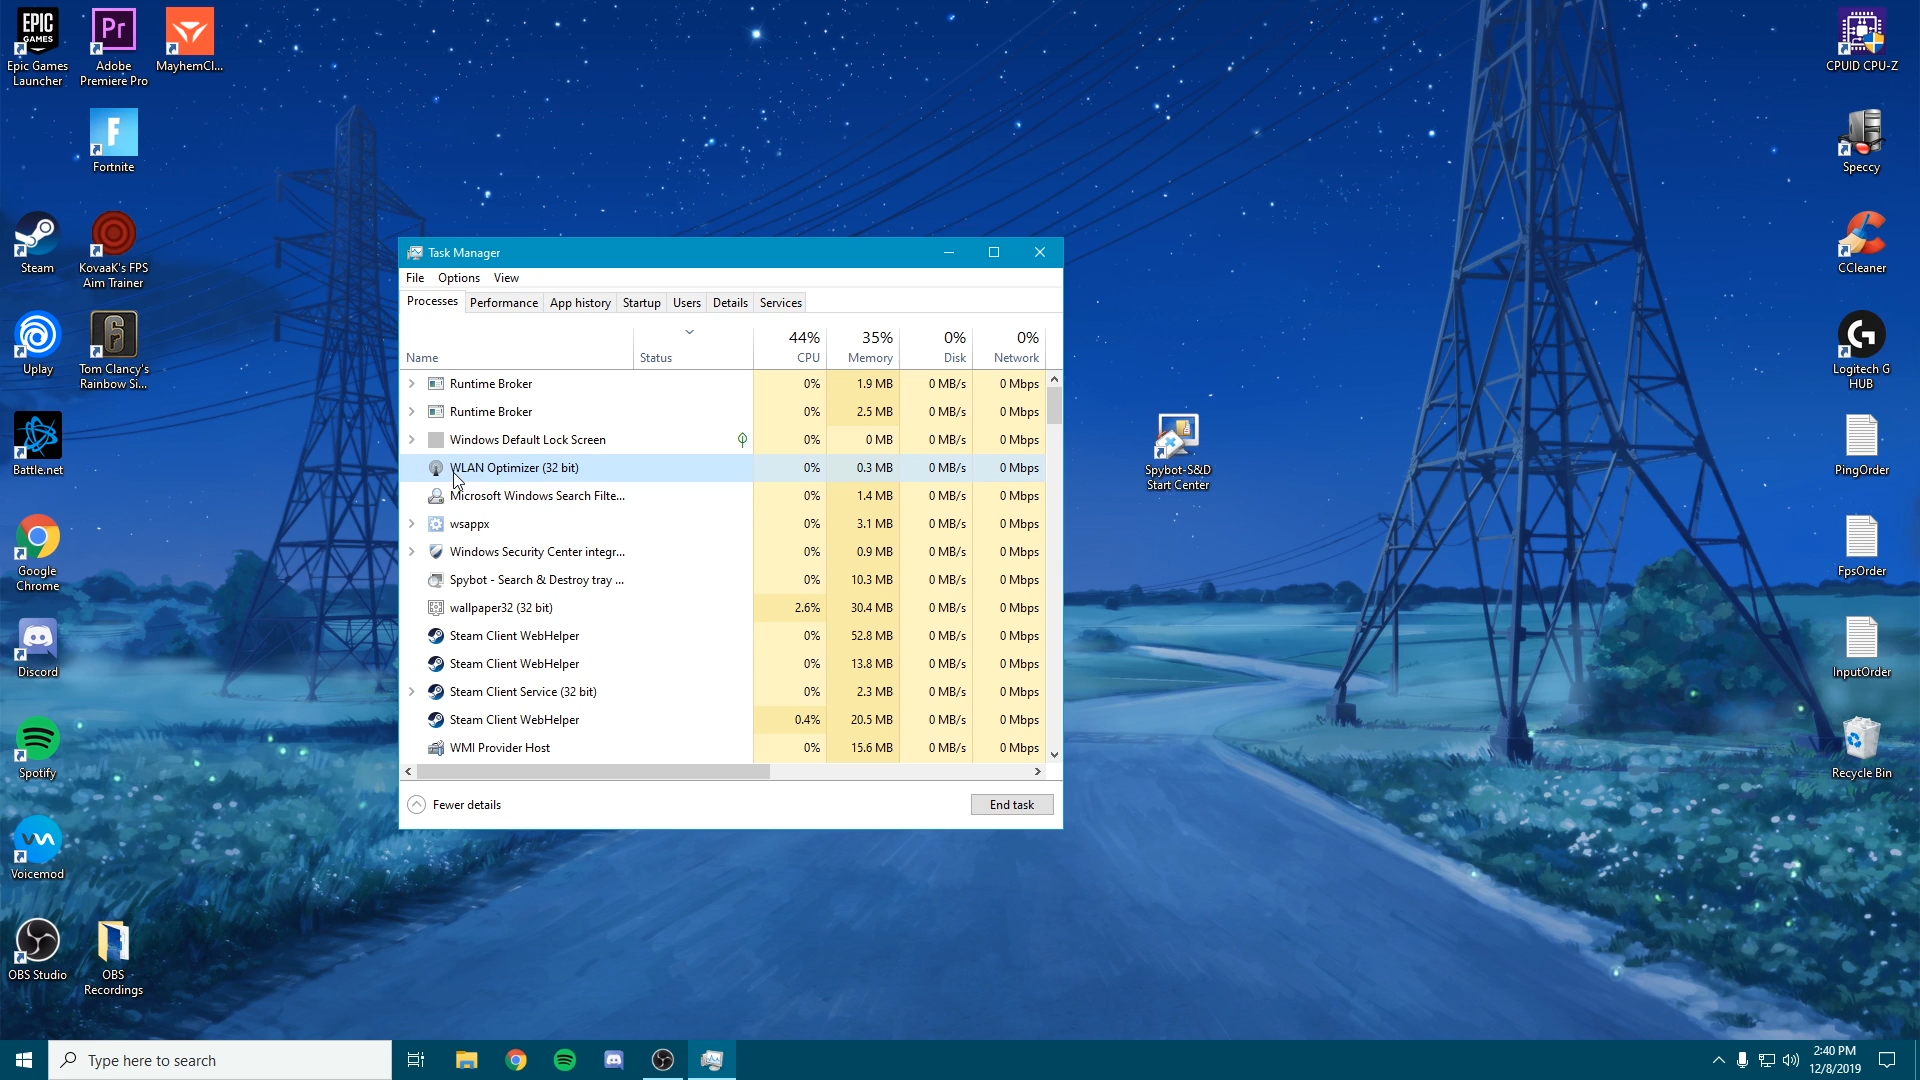 EPIC
GAMES
Epic Games
Launcher
Pr
Adobe
Premiere Pro
MayhemCl...
F
Fortnite
Steam
KovaaK's FPS
Aim Trainer
Uplay
6
Tom Clancy's
Rainbow Si...
Battle.net
Google
Chrome
Discord
Spotify
Voicemod
OBS Studio
OBS
Recordings
Task Manager
File Options View
Processes Performance App history Startup Users Details Services
44% 35% 0% 0%
Name Status CPU Memory Disk Network
Runtime Broker 0% 1.9 MB 0 MB/s 0 Mbps
Runtime Broker 0% 2.5 MB 0 MB/s 0 Mbps
Windows Default Lock Screen 0% 0 MB 0 MB/s 0 Mbps
WLAN Optimizer (32 bit) 0% 0.3 MB 0 MB/s 0 Mbps
Microsoft Windows Search Filte... 0% 1.4 MB 0 MB/s 0 Mbps
wsappx 0% 3.1 MB 0 MB/s 0 Mbps
Windows Security Center integr... 0% 0.9 MB 0 MB/s 0 Mbps
Spybot - Search & Destroy tray ... 0% 10.3 MB 0 MB/s 0 Mbps
wallpaper32 (32 bit) 2.6% 30.4 MB 0 MB/s 0 Mbps
Steam Client WebHelper 0% 52.8 MB 0 MB/s 0 Mbps
Steam Client WebHelper 0% 13.8 MB 0 MB/s 0 Mbps
Steam Client Service (32 bit) 0% 2.3 MB 0 MB/s 0 Mbps
Steam Client WebHelper 0.4% 20.5 MB 0 MB/s 0 Mbps
WMI Provider Host 0% 15.6 MB 0 MB/s 0 Mbps
Fewer details End task
Spybot-S&D
Start Center
CPUID CPU-Z
Speccy
CCleaner
Logitech G
HUB
PingOrder
FpsOrder
InputOrder
Recycle Bin
Type here to search
2:40 PM
12/8/2019